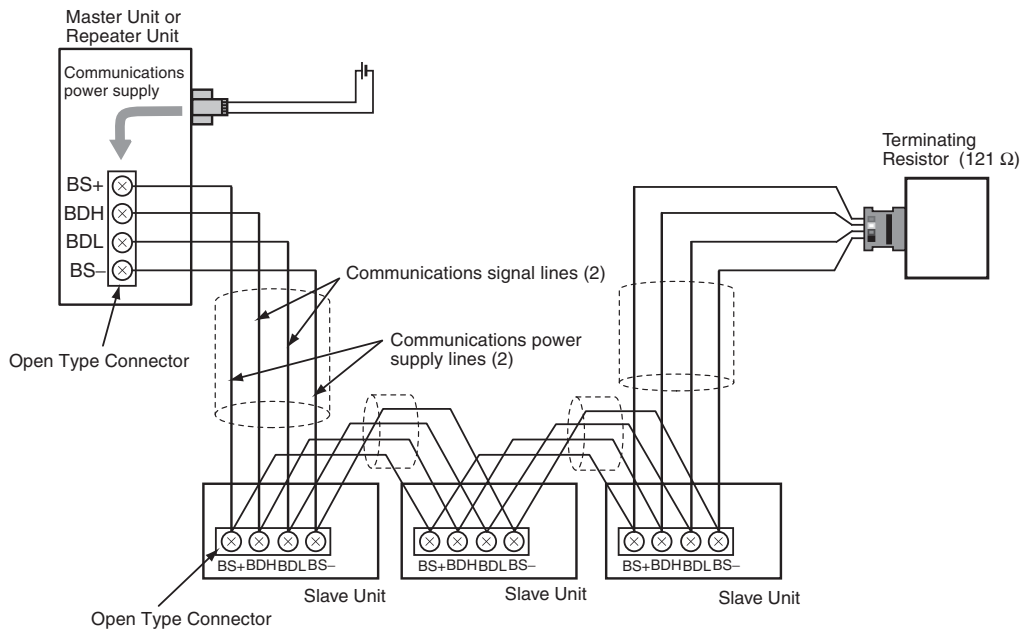 Master Unit or
Repeater Unit
Communications
power supply
BS+
BDH
BDL
BS–
Open Type Connector
Communications signal lines (2)
Communications power
supply lines (2)
Terminating
Resistor (121 Ω)
BS+ BDH BDL BS–
Slave Unit
BS+ BDH BDL BS–
Slave Unit
BS+ BDH BDL BS–
Slave Unit
Open Type Connector